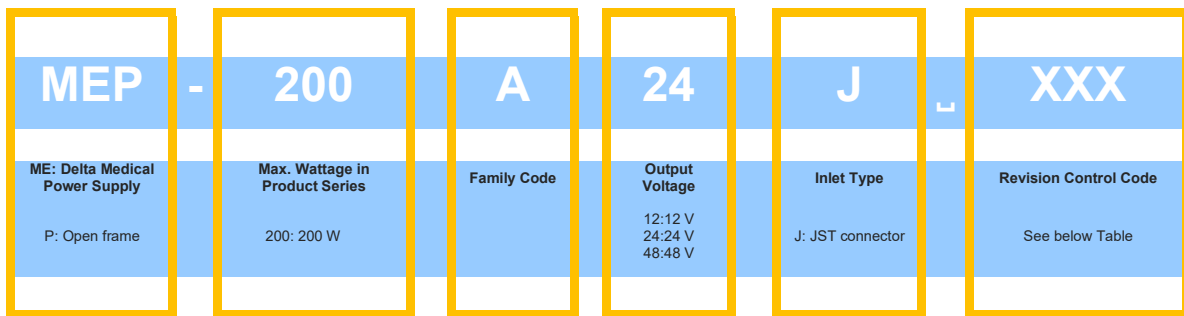 MEP - 200 A 24 J ␣ XXX
ME: Delta Medical
Power Supply
P: Open frame
Max. Wattage in
Product Series
200: 200 W
Family Code
Output
Voltage
12:12 V
24:24 V
48:48 V
Inlet Type
J: JST connector
Revision Control Code
See below Table